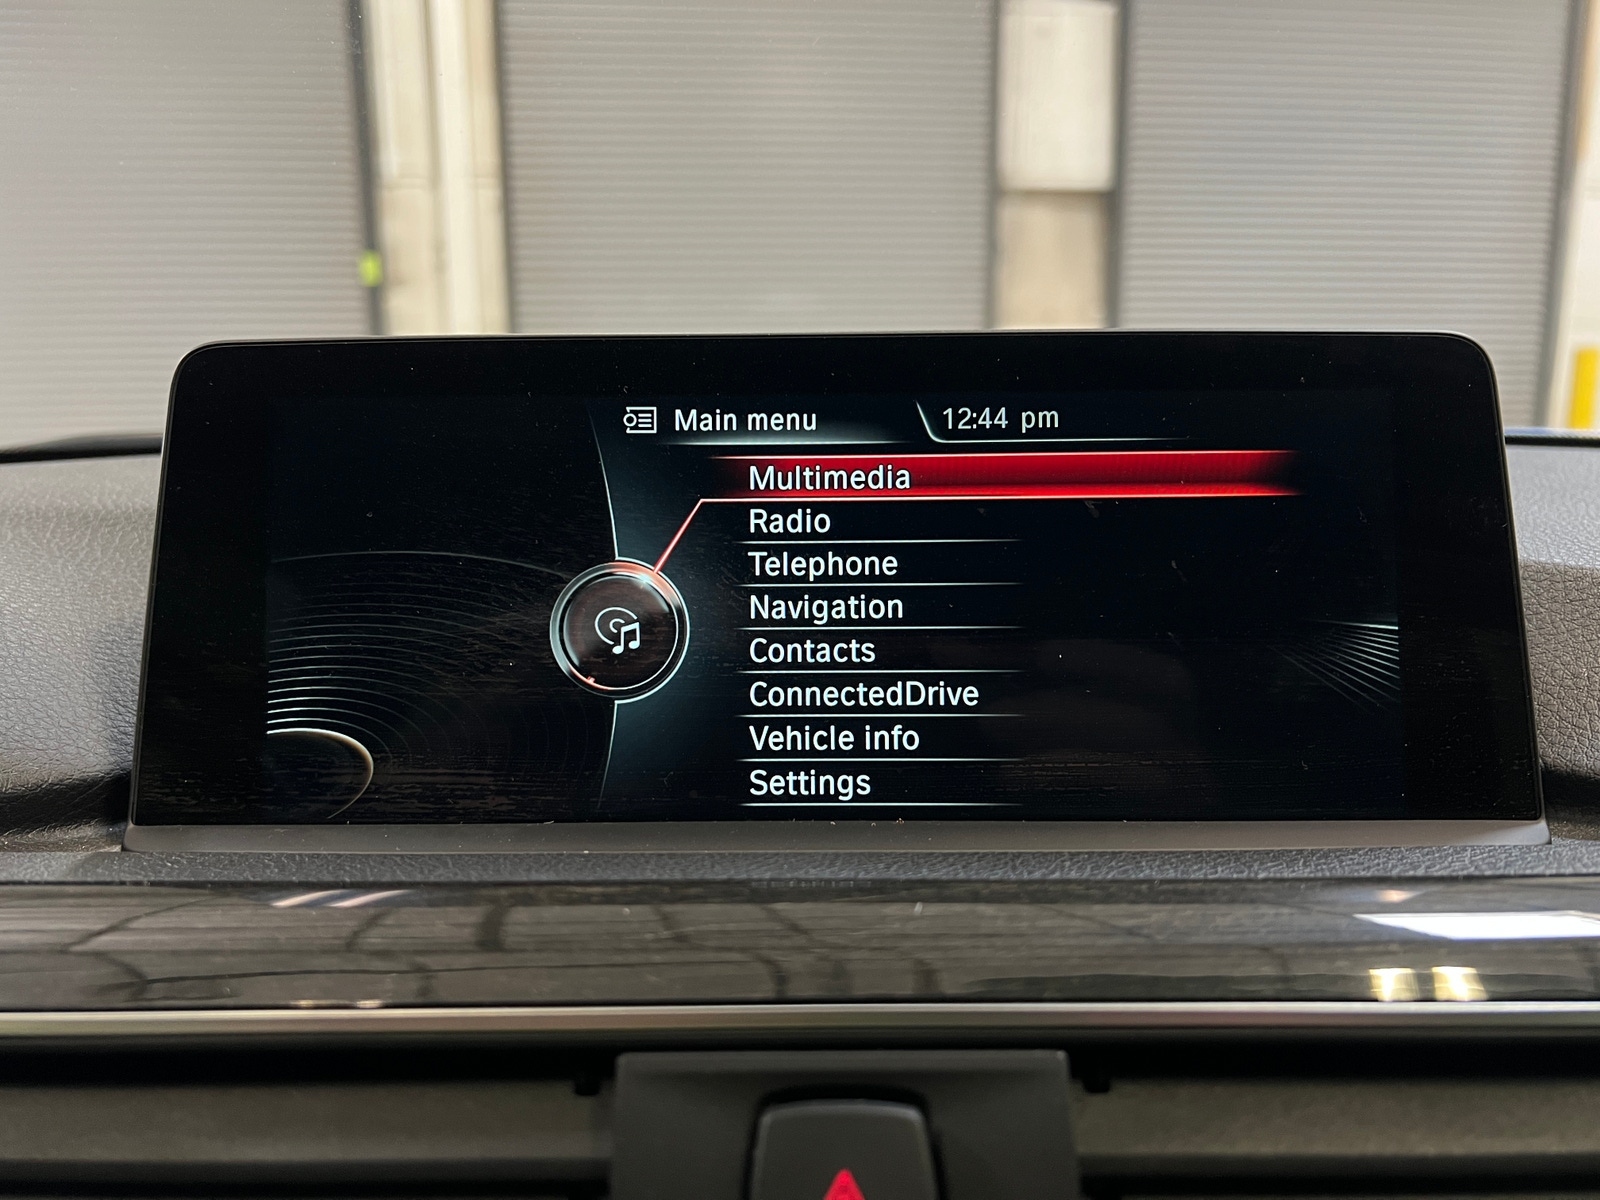 Main menu
12:44 pm
Multimedia
Radio
Telephone
Navigation
Contacts
ConnectedDrive
Vehicle info
Settings